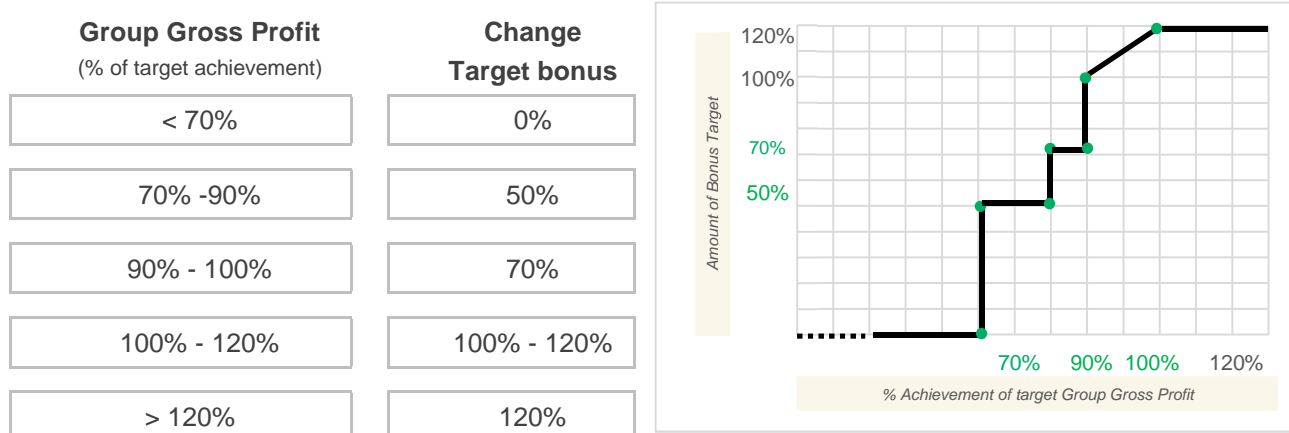 Group Gross Profit
(% of target achievement)
Change
Target bonus
< 70%
0%
70% -90%
50%
90% - 100%
70%
100% - 120%
100% - 120%
> 120%
120%
Amount of Bonus Target
120%
100%
70%
50%
70% 90% 100% 120%
% Achievement of target Group Gross Profit